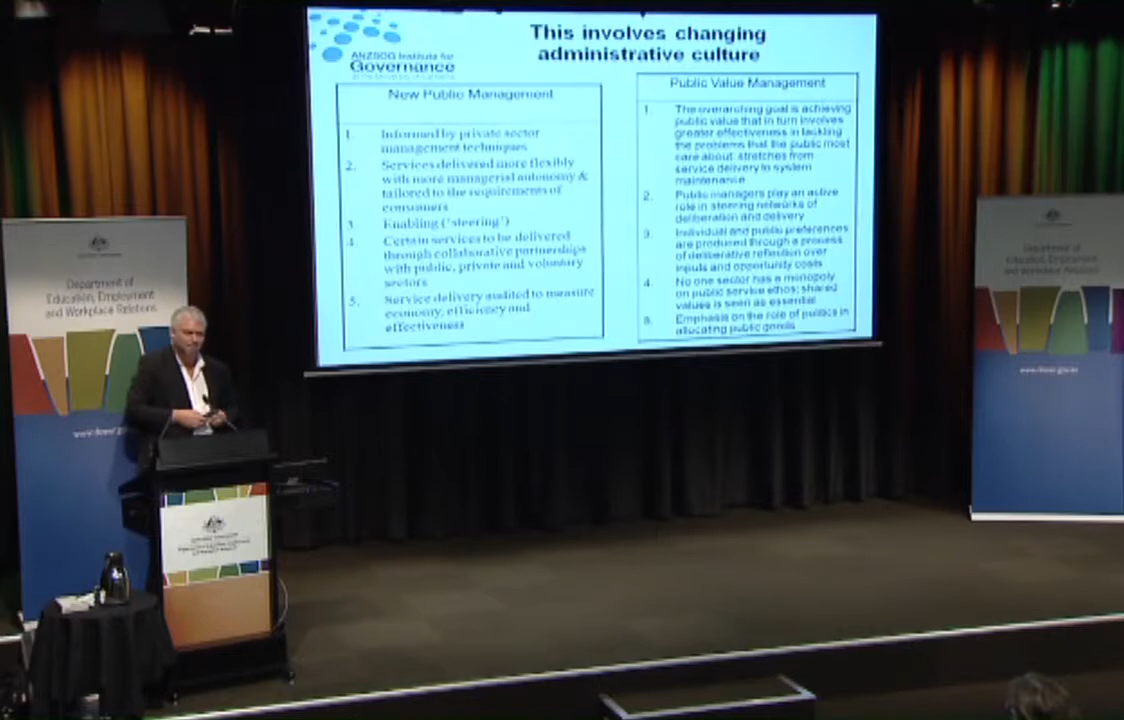 This involves changing
administrative culture
ANZSOG Institute for
Governance
New Public Management
1. Informed by private sector
management techniques
2. Services delivered more flexibly
with more managerial autonomy &
tailored to the requirements of
consumers
3. Enabling ('steering')
4. Certain services to be delivered
through collaborative partnerships
with public, private and voluntary
sectors
5. Service delivery audited to measure
economy, efficiency and
effectiveness
Public Value Management
1. The overarching goal is achieving
public value that in turn involves
greater effectiveness in tackling
the problems that the public most
care about: stretches from
service delivery to system
maintenance
2. Public managers play an active
role in steering networks of
deliberation and delivery
3. Individual and public preferences
are produced through a process
of deliberative reflection over
inputs and opportunity costs
4. No one sector has a monopoly
on public service ethos; shared
values is seen as essential
Emphasis on the role of politics in
allocating public goods
Department of
Education, Employment
and Workplace Relations
Department of
Education, Employment
and Workplace Relations